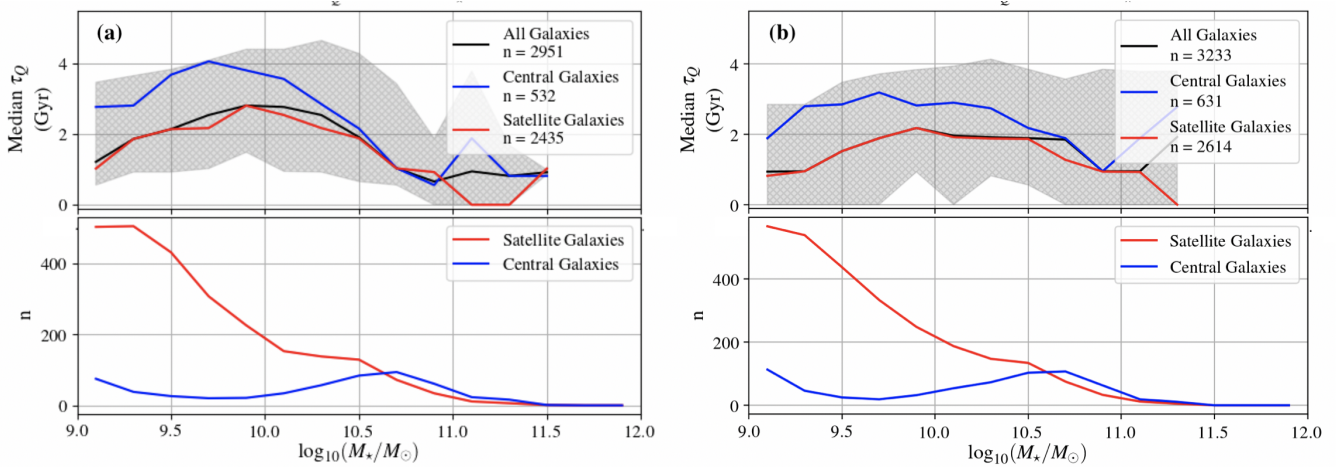 (a)
Median τ_Q
(Gyr)
4
2
0
All Galaxies
n = 2951
Central Galaxies
n = 532
Satellite Galaxies
n = 2435
n
400
200
0
Satellite Galaxies
Central Galaxies
9.0 9.5 10.0 10.5 11.0 11.5 12.0
log₁₀(M⋆/M☉)
(b)
Median τ_Q
(Gyr)
4
2
0
All Galaxies
n = 3233
Central Galaxies
n = 631
Satellite Galaxies
n = 2614
n
400
200
0
Satellite Galaxies
Central Galaxies
9.0 9.5 10.0 10.5 11.0 11.5 12.0
log₁₀(M⋆/M☉)